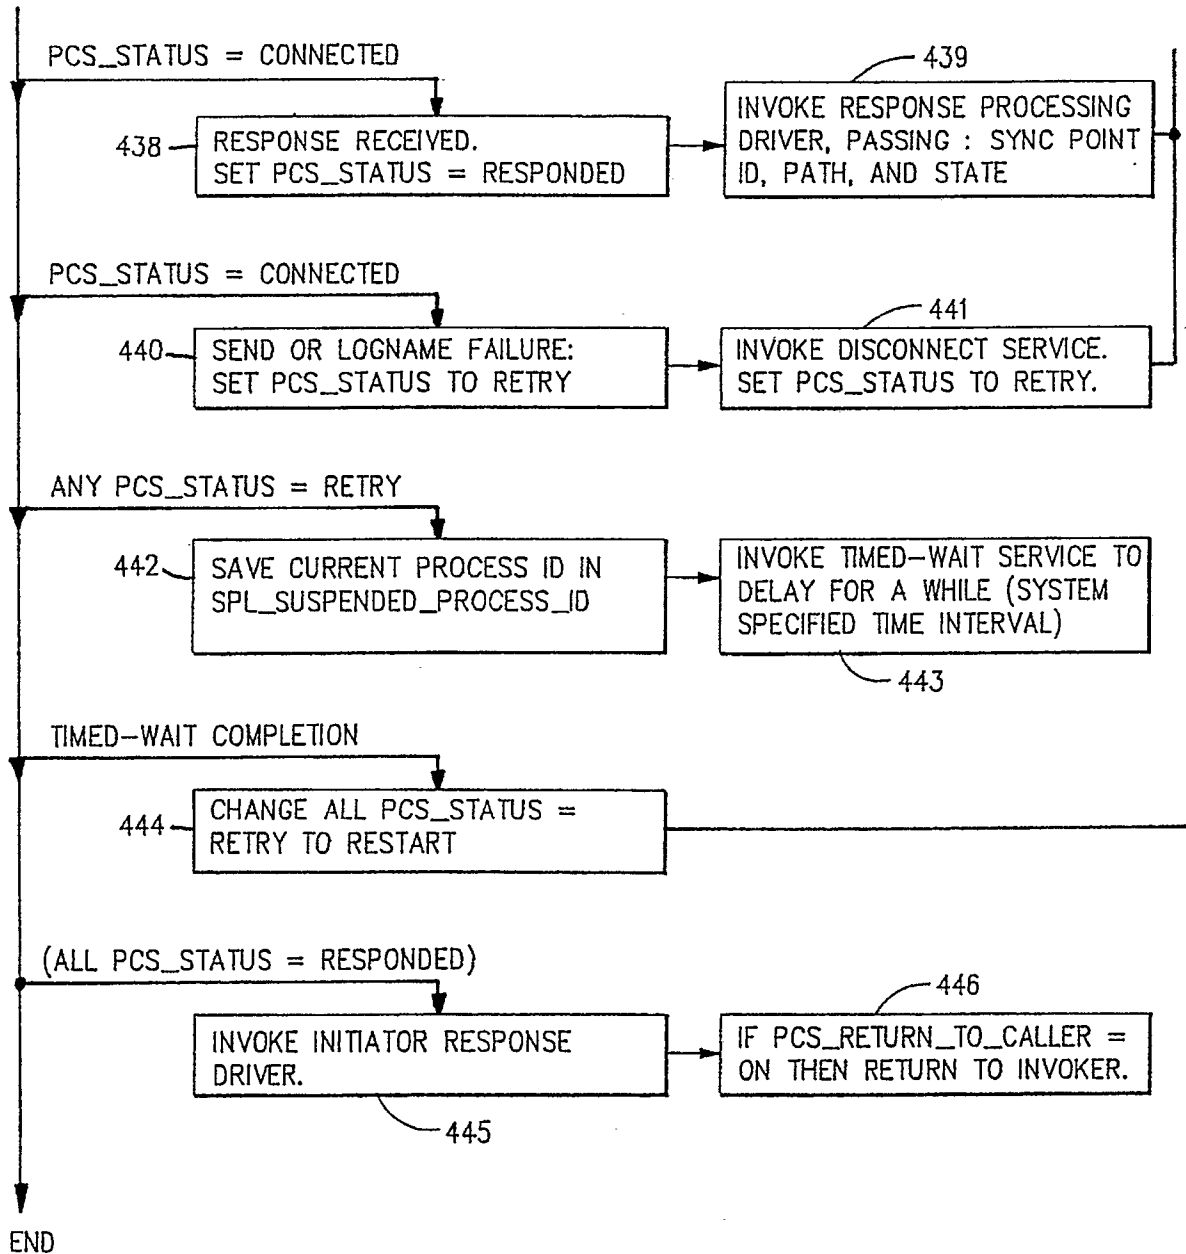 PCS_STATUS = CONNECTED
439
438
RESPONSE RECEIVED.
SET PCS_STATUS = RESPONDED
INVOKE RESPONSE PROCESSING
DRIVER, PASSING : SYNC POINT
ID, PATH, AND STATE
PCS_STATUS = CONNECTED
441
440
SEND OR LOGNAME FAILURE:
SET PCS_STATUS TO RETRY
INVOKE DISCONNECT SERVICE.
SET PCS_STATUS TO RETRY.
ANY PCS_STATUS = RETRY
442
SAVE CURRENT PROCESS ID IN
SPL_SUSPENDED_PROCESS_ID
INVOKE TIMED-WAIT SERVICE TO
DELAY FOR A WHILE (SYSTEM
SPECIFIED TIME INTERVAL)
443
TIMED-WAIT COMPLETION
444
CHANGE ALL PCS_STATUS =
RETRY TO RESTART
(ALL PCS_STATUS = RESPONDED)
446
INVOKE INITIATOR RESPONSE
DRIVER.
IF PCS_RETURN_TO_CALLER =
ON THEN RETURN TO INVOKER.
445
END